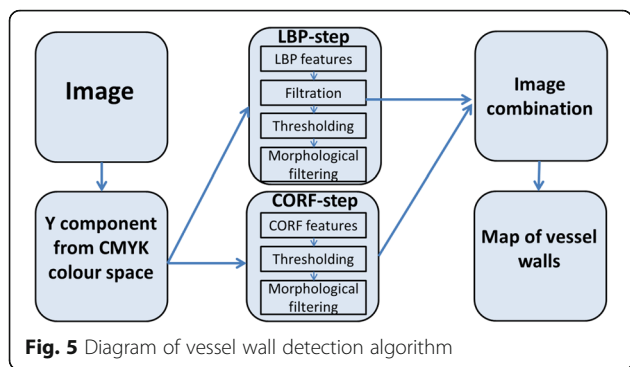 Image
Y component
from CMYK
colour space
LBP-step
LBP features
Filtration
Thresholding
Morphological
filtering
CORF-step
CORF features
Thresholding
Morphological
filtering
Image
combination
Map of vessel
walls
Fig. 5 Diagram of vessel wall detection algorithm